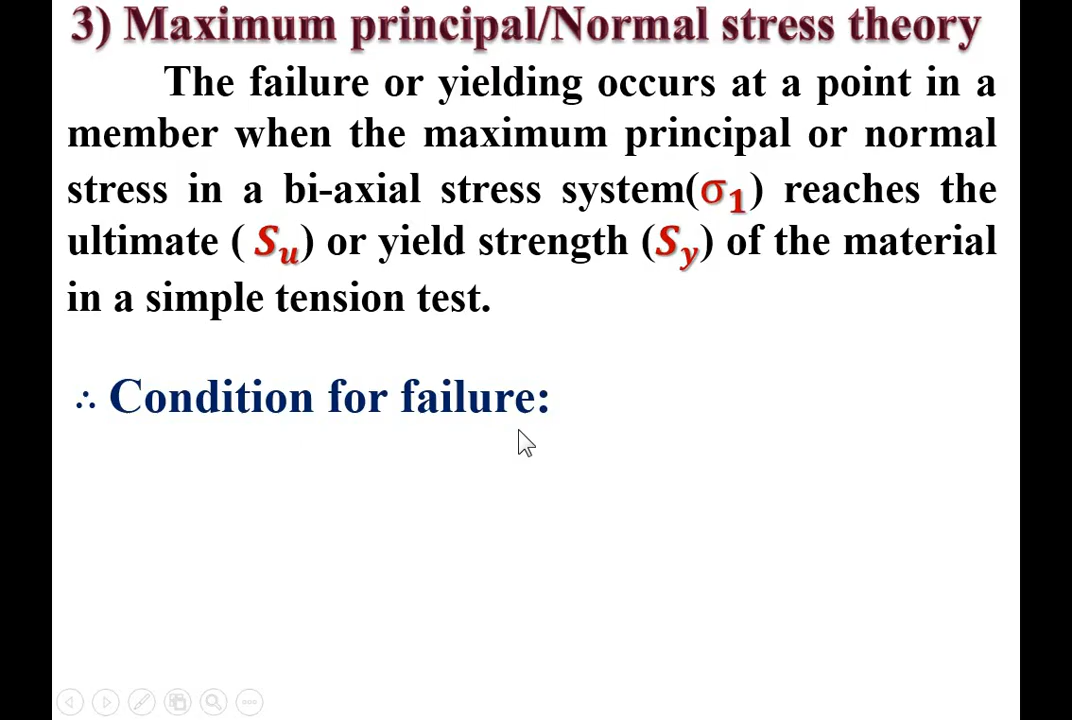 3) Maximum principal/Normal stress theory
The failure or yielding occurs at a point in a
member when the maximum principal or normal
stress in a bi-axial stress system(σ₁) reaches the
ultimate ( Sᵤ) or yield strength (S_y) of the material
in a simple tension test.
∴ Condition for failure: